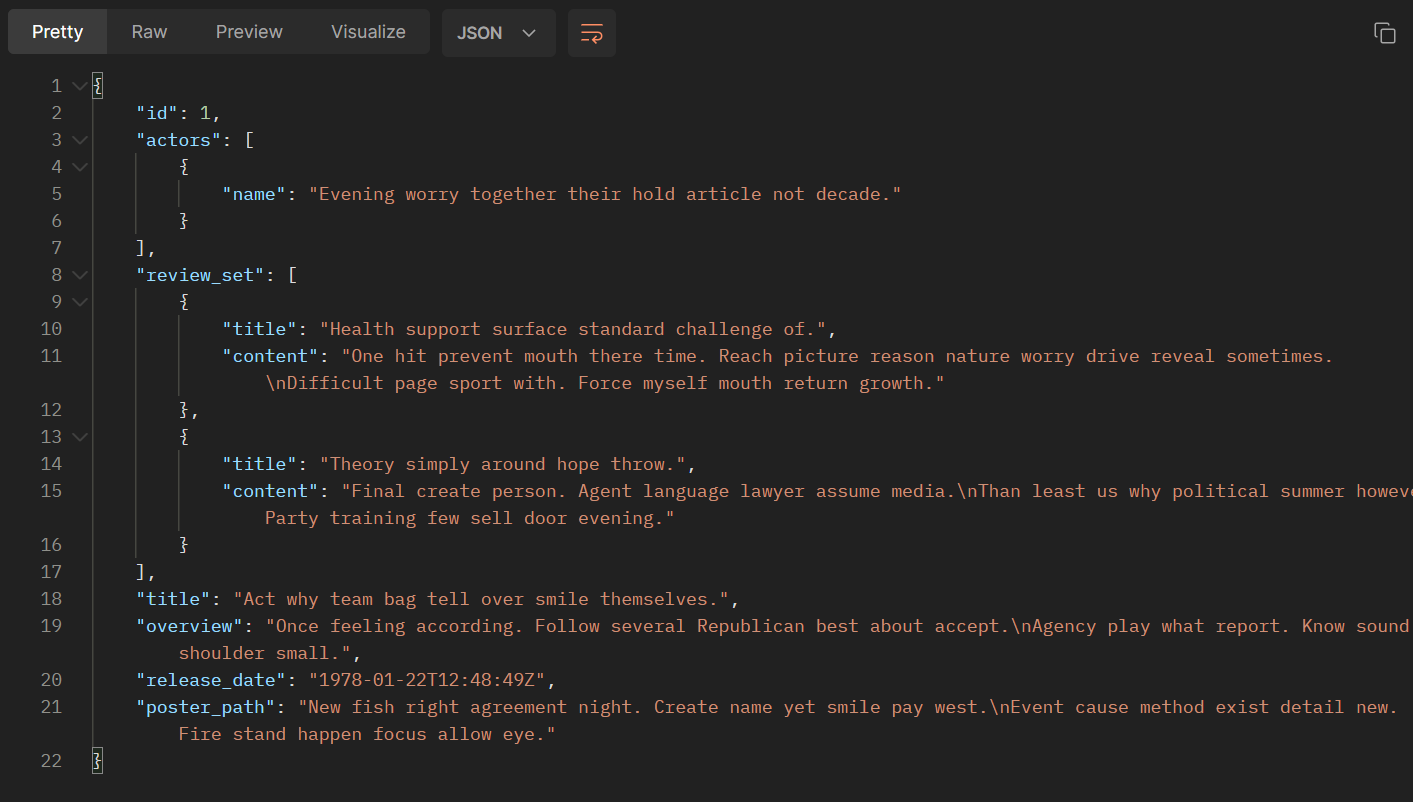 Pretty Raw Preview Visualize JSON
1 {
2 "id": 1,
3 "actors": [
4 {
5 "name": "Evening worry together their hold article not decade."
6 }
7 ],
8 "review_set": [
9 {
10 "title": "Health support surface standard challenge of.",
11 "content": "One hit prevent mouth there time. Reach picture reason nature worry drive reveal sometimes.
\nDifficult page sport with. Force myself mouth return growth."
12 },
13 {
14 "title": "Theory simply around hope throw.",
15 "content": "Final create person. Agent language lawyer assume media.\nThan least us why political summer
Party training few sell door evening."
16 }
17 ],
18 "title": "Act why team bag tell over smile themselves.",
19 "overview": "Once feeling according. Follow several Republican best about accept.\nAgency play what report. Know sound
shoulder small.",
20 "release_date": "1978-01-22T12:48:49Z",
21 "poster_path": "New fish right agreement night. Create name yet smile pay west.\nEvent cause method exist detail new.
Fire stand happen focus allow eye."
22 }